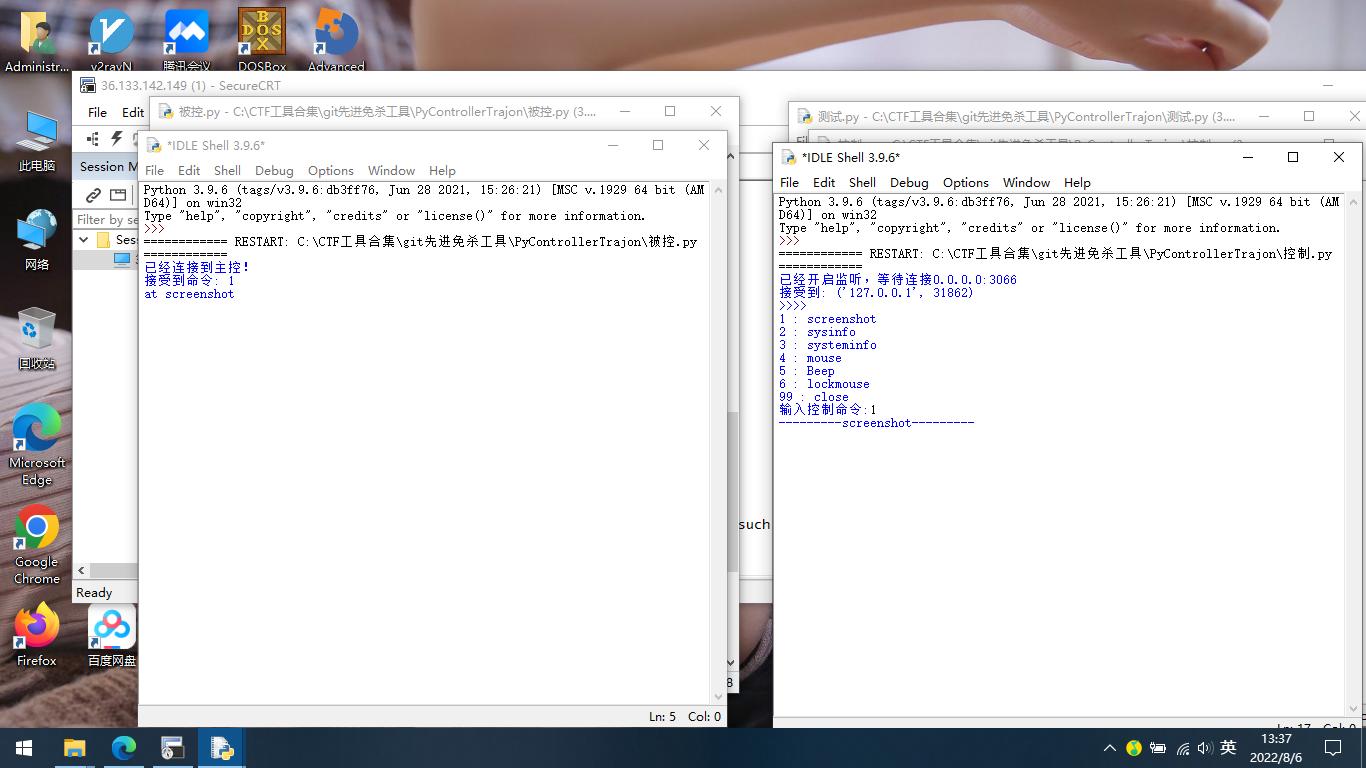 Administr...
v2rayN
腾讯会议
DOSBox
Advanced
此电脑
网络
回收站
Microsoft
Edge
Google
Chrome
Firefox
百度网盘
36.133.142.149 (1) - SecureCRT
File Edit
Session M
Filter by se
Ses
Ready
被控.py - C:\CTF工具合集\git先进免杀工具\PyControllerTrajon\被控.py (3....
*IDLE Shell 3.9.6*
File Edit Shell Debug Options Window Help
Python 3.9.6 (tags/v3.9.6:db3ff76, Jun 28 2021, 15:26:21) [MSC v.1929 64 bit (AM
D64)] on win32
Type "help", "copyright", "credits" or "license()" for more information.
>>>
============ RESTART: C:\CTF工具合集\git先进免杀工具\PyControllerTrajon\被控.py
============
已经连接到主控!
接受到命令: 1
at screenshot
Ln: 5 Col: 0
such
8
测试.py - C:\CTF工具合集\git先进免杀工具\PyControllerTrajon\测试.py (3....
*IDLE Shell 3.9.6*
File Edit Shell Debug Options Window Help
Python 3.9.6 (tags/v3.9.6:db3ff76, Jun 28 2021, 15:26:21) [MSC v.1929 64 bit (AM
D64)] on win32
Type "help", "copyright", "credits" or "license()" for more information.
>>>
============ RESTART: C:\CTF工具合集\git先进免杀工具\PyControllerTrajon\控制.py
============
已经开启监听，等待连接0.0.0.0:3066
接受到: ('127.0.0.1', 31862)
>>>>
1 : screenshot
2 : sysinfo
3 : systeminfo
4 : mouse
5 : Beep
6 : lockmouse
99 : close
输入控制命令:1
---------screenshot---------
Ln: 17 Col: 0
英
13:37
2022/8/6